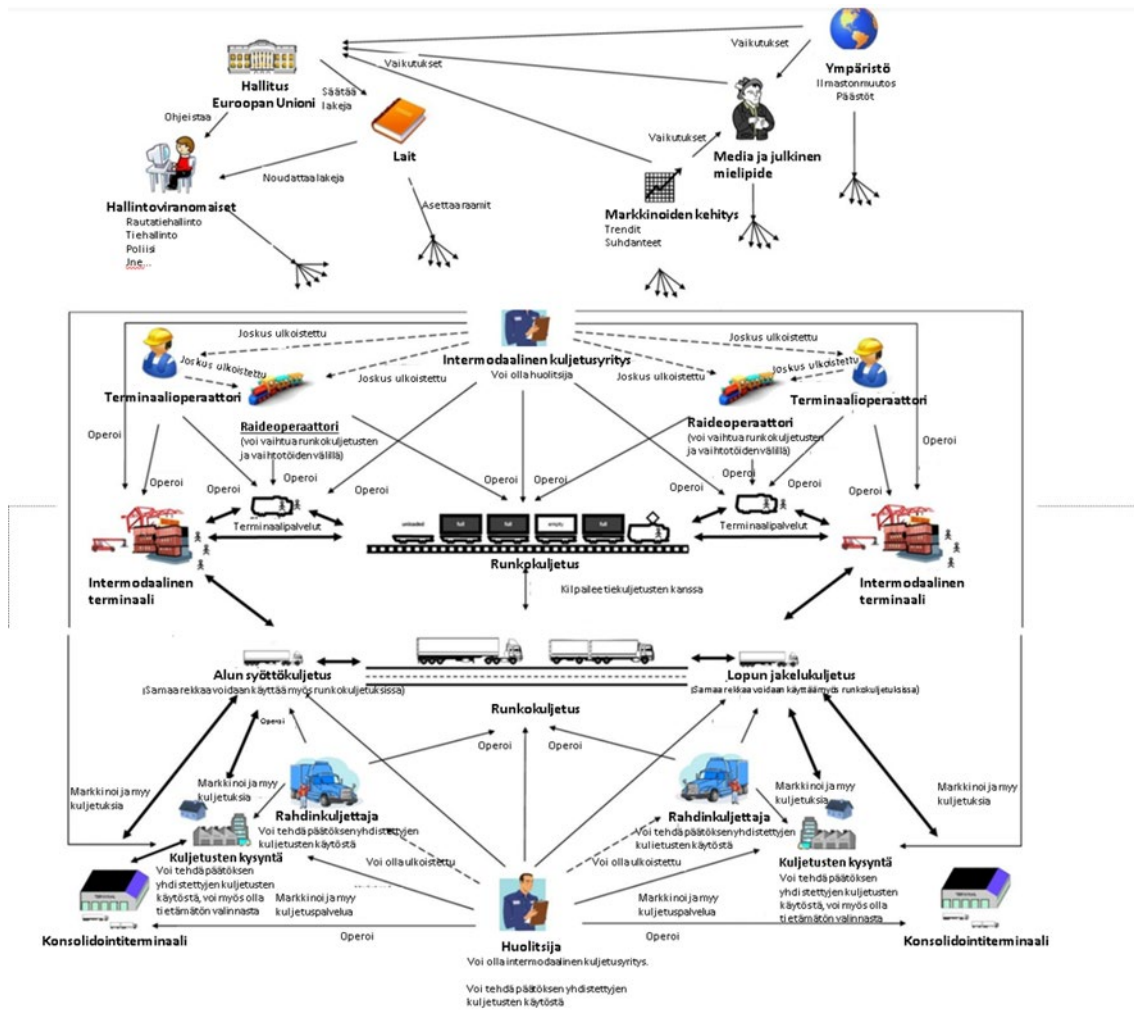 Vaikutukset
Vaikutukset
Ympäristö
Ilmastonmuutos
Päästöt
Hallitus
Euroopan Unioni
Säätää
lakeja
Ohjeistaa
Lait
Vaikutukset
Media ja julkinen
mielipide
Noudattaa lakeja
Hallintoviranomaiset
Rautatiehallinto
Tiehallinto
Poliisi
Jne...
Asettaa raamit
Markkinoiden kehitys
Trendit
Suhdanteet
Joskus ulkoistettu
Joskus ulkoistettu
Intermodaalinen kuljetusyritys
Voi olla huolitsija
Joskus ulkoistettu
Joskus ulkoistettu
Joskus ulkoistettu
Joskus ulkoistettu
Terminaalioperaattori
Terminaalioperaattori
Raideoperaattori
(voi vaihtua runkokuljetusten
ja vaihtotöiden välillä)
Raideoperaattori
(voi vaihtua runkokuljetusten
ja vaihtotöiden välillä)
Operoi
Operoi
Operoi
Operoi
Operoi
Operoi
Operoi
Operoi
Operoi
Operoi
Operoi
Operoi
Operoi
Terminaalipalvelut
Terminaalipalvelut
unloaded
full
full
empty
full
Runkokuljetus
Intermodaalinen
terminaali
Intermodaalinen
terminaali
Kilpailee tiekuljetusten kanssa
Alun syöttökuljetus
(Samaa rekkaa voidaan käyttää myös runkokuljetuksissa)
Lopun jakelukuljetus
(Samaa rekkaa voidaan käyttää myös runkokuljetuksissa)
Runkokuljetus
Operoi
Operoi
Operoi
Markkinoi ja myy
kuljetuksia
Markkinoi ja myy
kuljetuksia
Markkinoi ja myy
kuljetuksia
Markkinoi ja myy
kuljetuksia
Rahdinkuljettaja
Voi tehdä päätöksen yhdistettyjen
kuljetusten käytöstä
Rahdinkuljettaja
Voi tehdä päätöksen yhdistettyjen
kuljetusten käytöstä
Kuljetusten kysyntä
Voi tehdä päätöksen
yhdistettyjen kuljetusten
käytöstä, voi myös olla
tietämätön valinnasta
Kuljetusten kysyntä
Voi tehdä päätöksen
yhdistettyjen kuljetusten
käytöstä, voi myös olla
tietämätön valinnasta
Voi olla ulkoistettu
Voi olla ulkoistettu
Markkinoi ja myy
kuljetuspalvelua
Markkinoi ja myy
kuljetuspalvelua
Konsolidointiterminaali
Operoi
Operoi
Konsolidointiterminaali
Huolitsija
Voi olla intermodaalinen kuljetusyritys.
Voi tehdä päätöksen yhdistettyjen
kuljetusten käytöstä